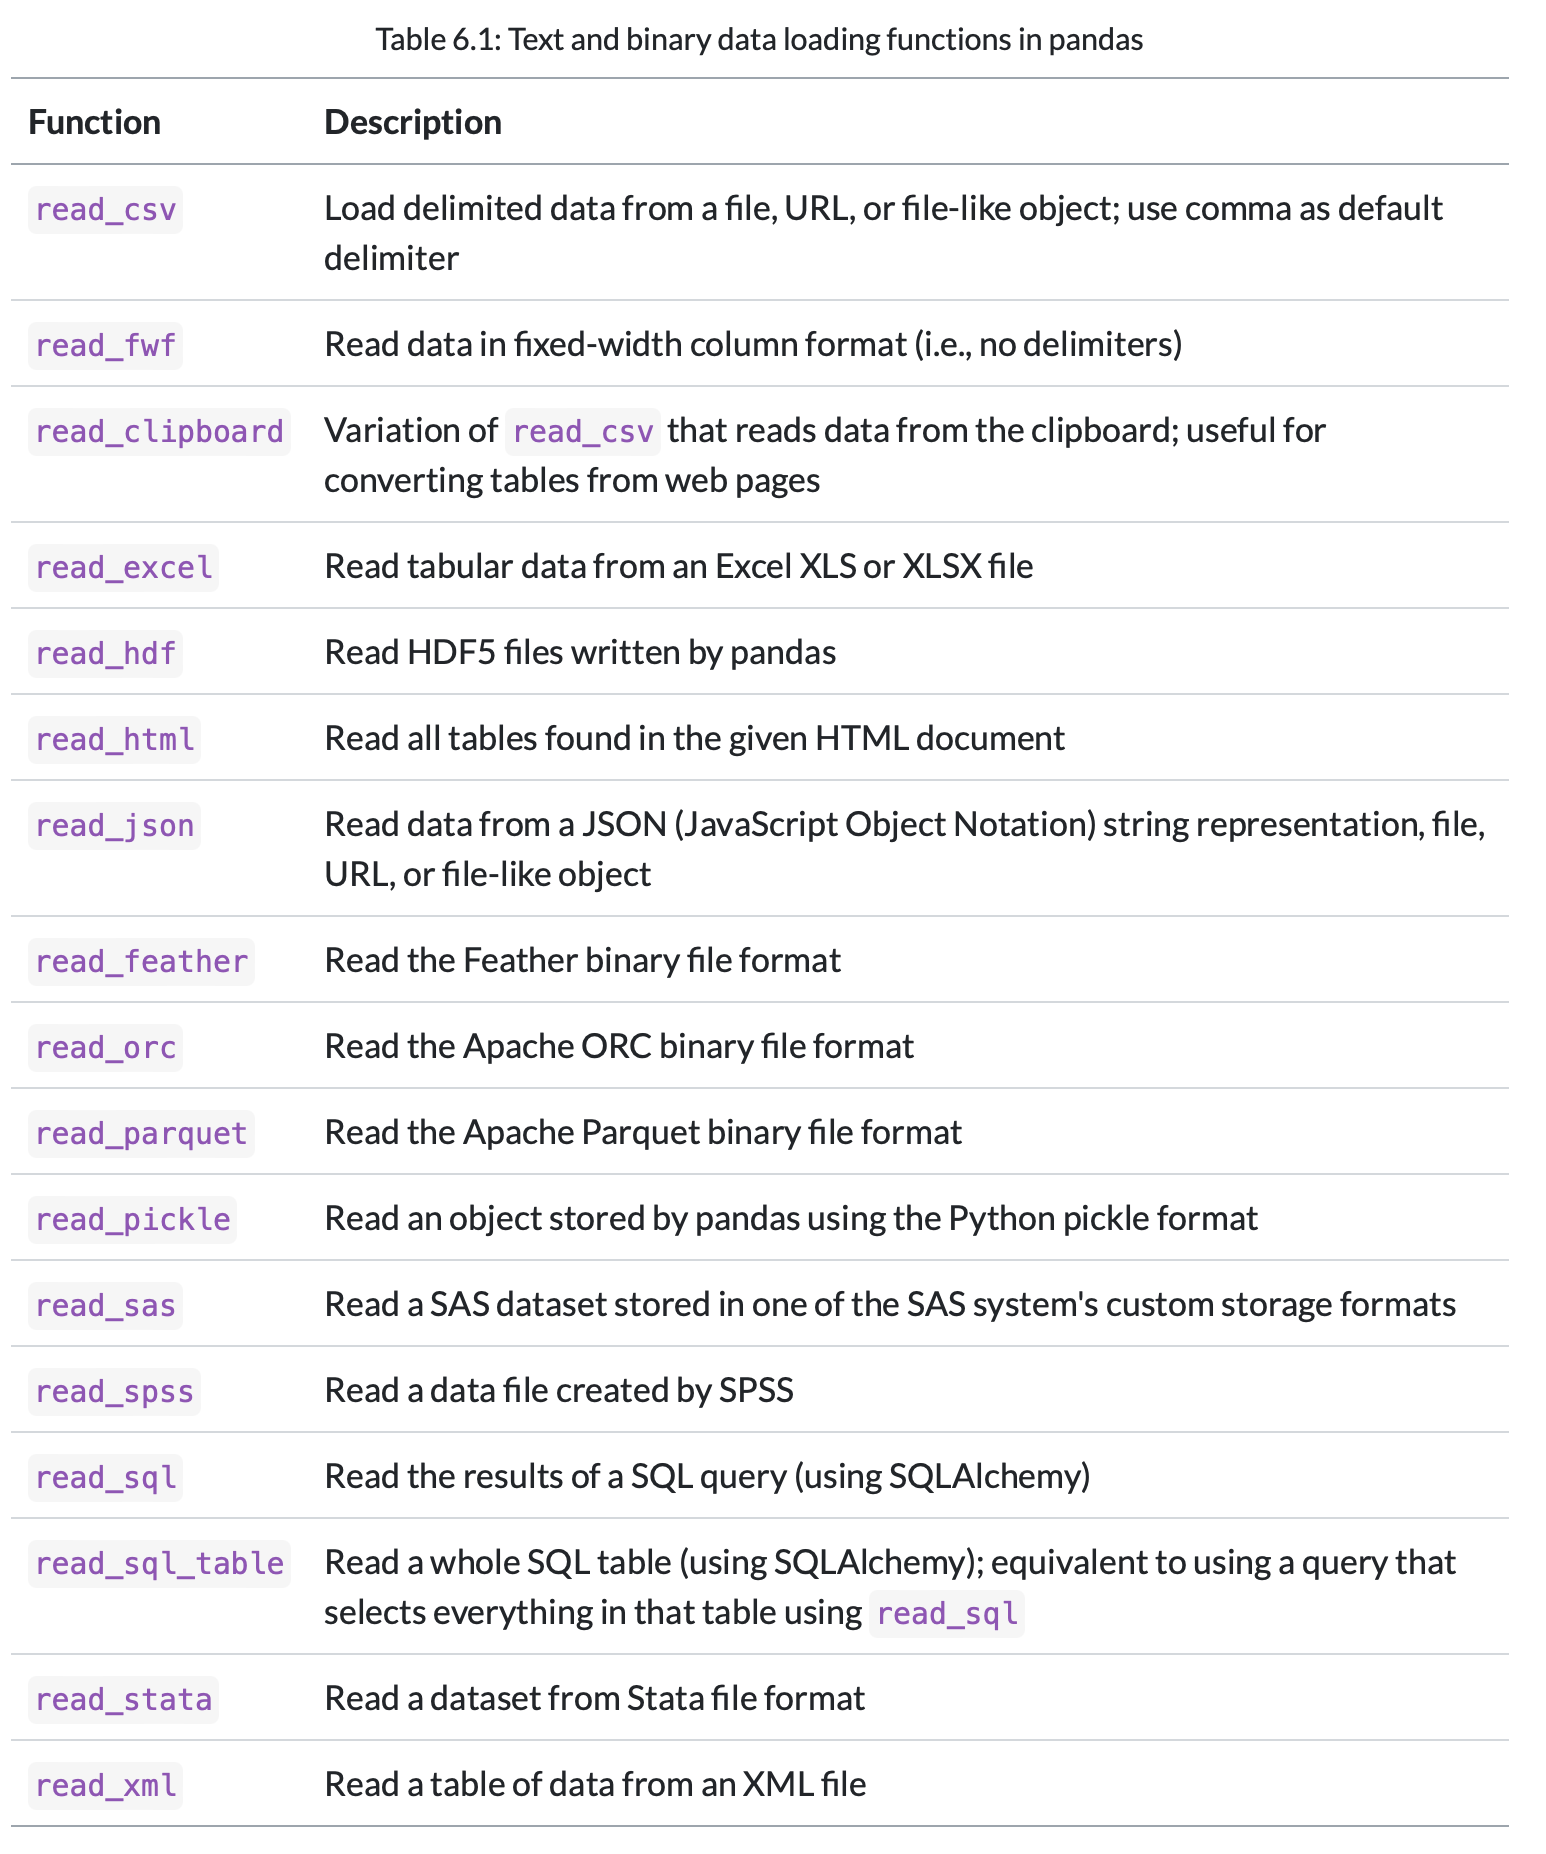 Table 6.1: Text and binary data loading functions in pandas
Function Description
read_csv Load delimited data from a file, URL, or file-like object; use comma as default
delimiter
read_fwf Read data in fixed-width column format (i.e., no delimiters)
read_clipboard Variation of read_csv that reads data from the clipboard; useful for
converting tables from web pages
read_excel Read tabular data from an Excel XLS or XLSX file
read_hdf Read HDF5 files written by pandas
read_html Read all tables found in the given HTML document
read_json Read data from a JSON (JavaScript Object Notation) string representation, file,
URL, or file-like object
read_feather Read the Feather binary file format
read_orc Read the Apache ORC binary file format
read_parquet Read the Apache Parquet binary file format
read_pickle Read an object stored by pandas using the Python pickle format
read_sas Read a SAS dataset stored in one of the SAS system's custom storage formats
read_spss Read a data file created by SPSS
read_sql Read the results of a SQL query (using SQLAlchemy)
read_sql_table Read a whole SQL table (using SQLAlchemy); equivalent to using a query that
selects everything in that table using read_sql
read_stata Read a dataset from Stata file format
read_xml Read a table of data from an XML file